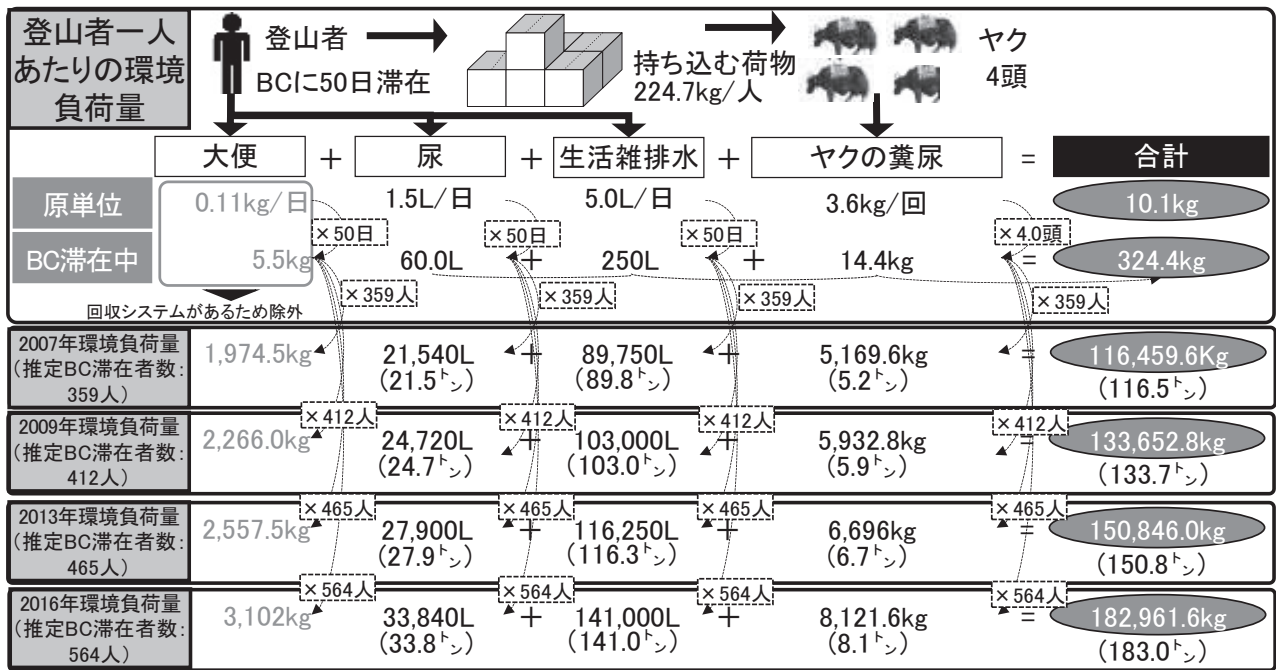 登山者一人
あたりの環境
負荷量
登山者
BCに50日滞在
持ち込む荷物
224.7kg/人
ヤク
4頭
大便 + 尿 + 生活雑排水 + ヤクの糞尿 = 合計
原単位 0.11kg/日 1.5L/日 5.0L/日 3.6kg/回 10.1kg
×50日 ×50日 ×50日 ×4.0頭
BC滞在中 5.5kg 60.0L + 250L + 14.4kg = 324.4kg
×359人 ×359人 ×359人 ×359人
回収システムがあるため除外
2007年環境負荷量
(推定BC滞在者数:
359人)
1,974.5kg 21,540L + 89,750L + 5,169.6kg = 116,459.6Kg
(21.5トン) (89.8トン) (5.2トン) (116.5トン)
×412人 ×412人 ×412人 ×412人
2009年環境負荷量
(推定BC滞在者数:
412人)
2,266.0kg 24,720L + 103,000L + 5,932.8kg = 133,652.8kg
(24.7トン) (103.0トン) (5.9トン) (133.7トン)
×465人 ×465人 ×465人 ×465人
2013年環境負荷量
(推定BC滞在者数:
465人)
2,557.5kg 27,900L + 116,250L + 6,696kg = 150,846.0kg
(27.9トン) (116.3トン) (6.7トン) (150.8トン)
×564人 ×564人 ×564人 ×564人
2016年環境負荷量
(推定BC滞在者数:
564人)
3,102kg 33,840L + 141,000L + 8,121.6kg = 182,961.6kg
(33.8トン) (141.0トン) (8.1トン) (183.0トン)